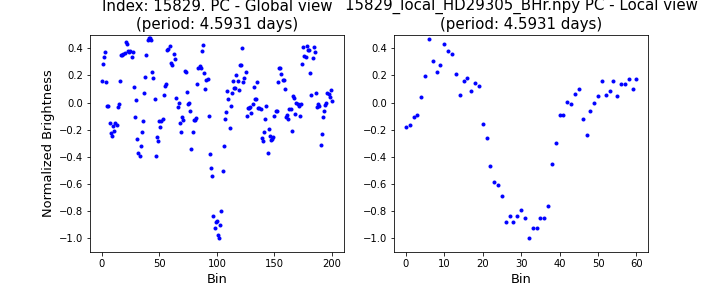 Index: 15829. PC - Global view
(period: 4.5931 days)
15829_local_HD29305_BHr.npy PC - Local view
(period: 4.5931 days)
Normalized Brightness
0.4
0.2
0.0
−0.2
−0.4
−0.6
−0.8
−1.0
0 50 100 150 200
Bin
0.4
0.2
0.0
−0.2
−0.4
−0.6
−0.8
−1.0
0 10 20 30 40 50 60
Bin